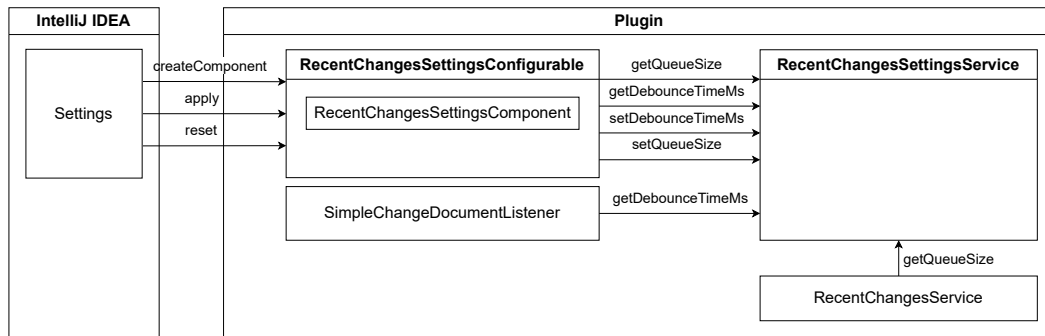 IntelliJ IDEA
Plugin
Settings
createComponent
apply
reset
RecentChangesSettingsConfigurable
RecentChangesSettingsComponent
getQueueSize
getDebounceTimeMs
setDebounceTimeMs
setQueueSize
RecentChangesSettingsService
SimpleChangeDocumentListener
getDebounceTimeMs
getQueueSize
RecentChangesService